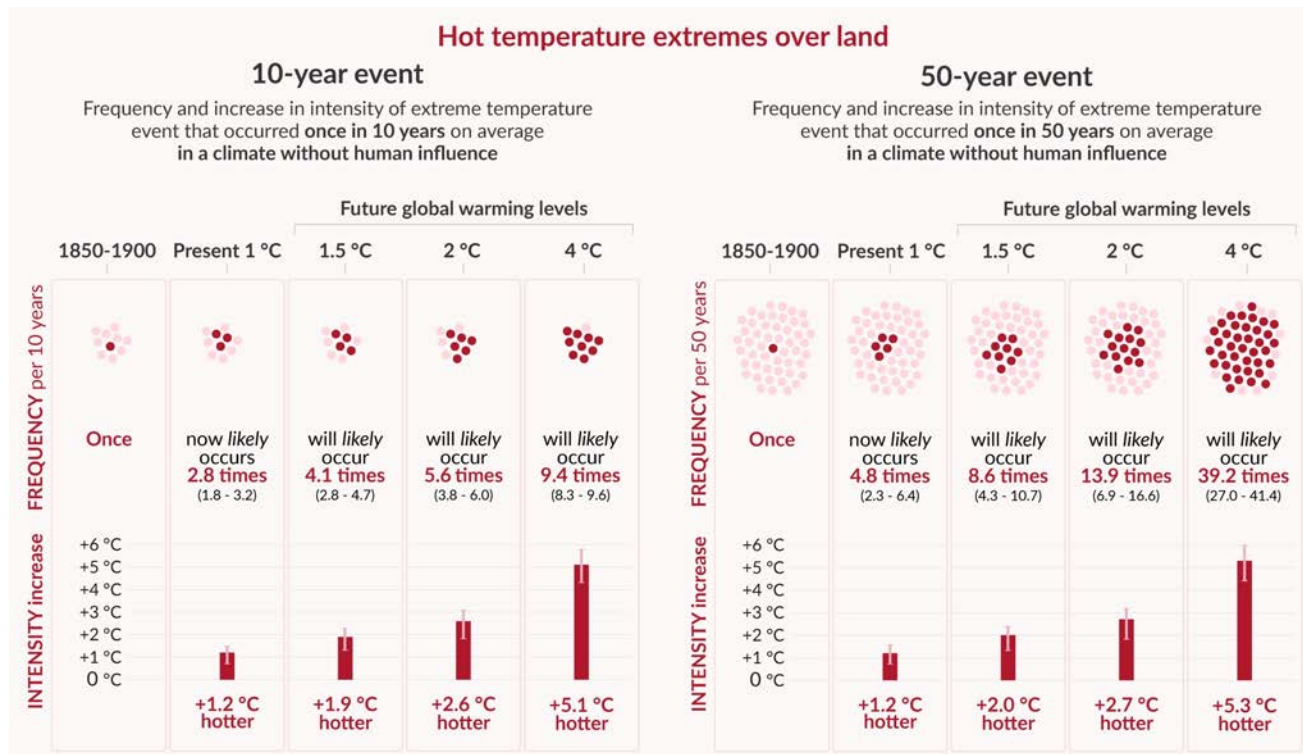 Hot temperature extremes over land
10-year event
Frequency and increase in intensity of extreme temperature
event that occurred once in 10 years on average
in a climate without human influence
Future global warming levels
1850-1900 Present 1 °C 1.5 °C 2 °C 4 °C
FREQUENCY per 10 years
Once
now likely
occurs
2.8 times
(1.8 - 3.2)
will likely
occur
4.1 times
(2.8 - 4.7)
will likely
occur
5.6 times
(3.8 - 6.0)
will likely
occur
9.4 times
(8.3 - 9.6)
INTENSITY increase
+6 °C
+5 °C
+4 °C
+3 °C
+2 °C
+1 °C
0 °C
+1.2 °C
hotter
+1.9 °C
hotter
+2.6 °C
hotter
+5.1 °C
hotter
50-year event
Frequency and increase in intensity of extreme temperature
event that occurred once in 50 years on average
in a climate without human influence
Future global warming levels
1850-1900 Present 1 °C 1.5 °C 2 °C 4 °C
FREQUENCY per 50 years
Once
now likely
occurs
4.8 times
(2.3 - 6.4)
will likely
occur
8.6 times
(4.3 - 10.7)
will likely
occur
13.9 times
(6.9 - 16.6)
will likely
occur
39.2 times
(27.0 - 41.4)
INTENSITY increase
+6 °C
+5 °C
+4 °C
+3 °C
+2 °C
+1 °C
0 °C
+1.2 °C
hotter
+2.0 °C
hotter
+2.7 °C
hotter
+5.3 °C
hotter